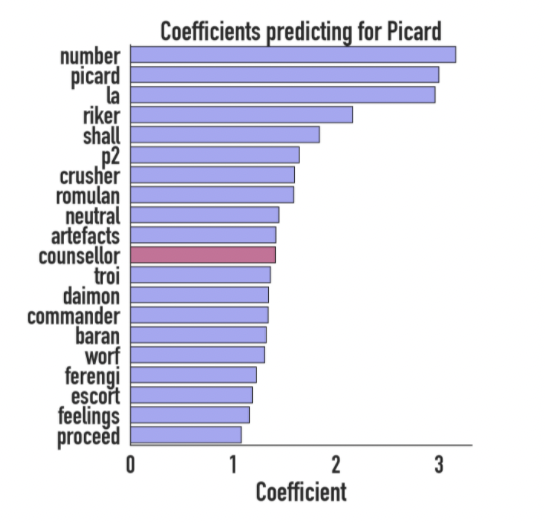 Coefficients predicting for Picard
number
picard
la
riker
shall
p2
crusher
romulan
neutral
artefacts
counsellor
troi
daimon
commander
baran
worf
ferengi
escort
feelings
proceed
0 1 2 3
Coefficient